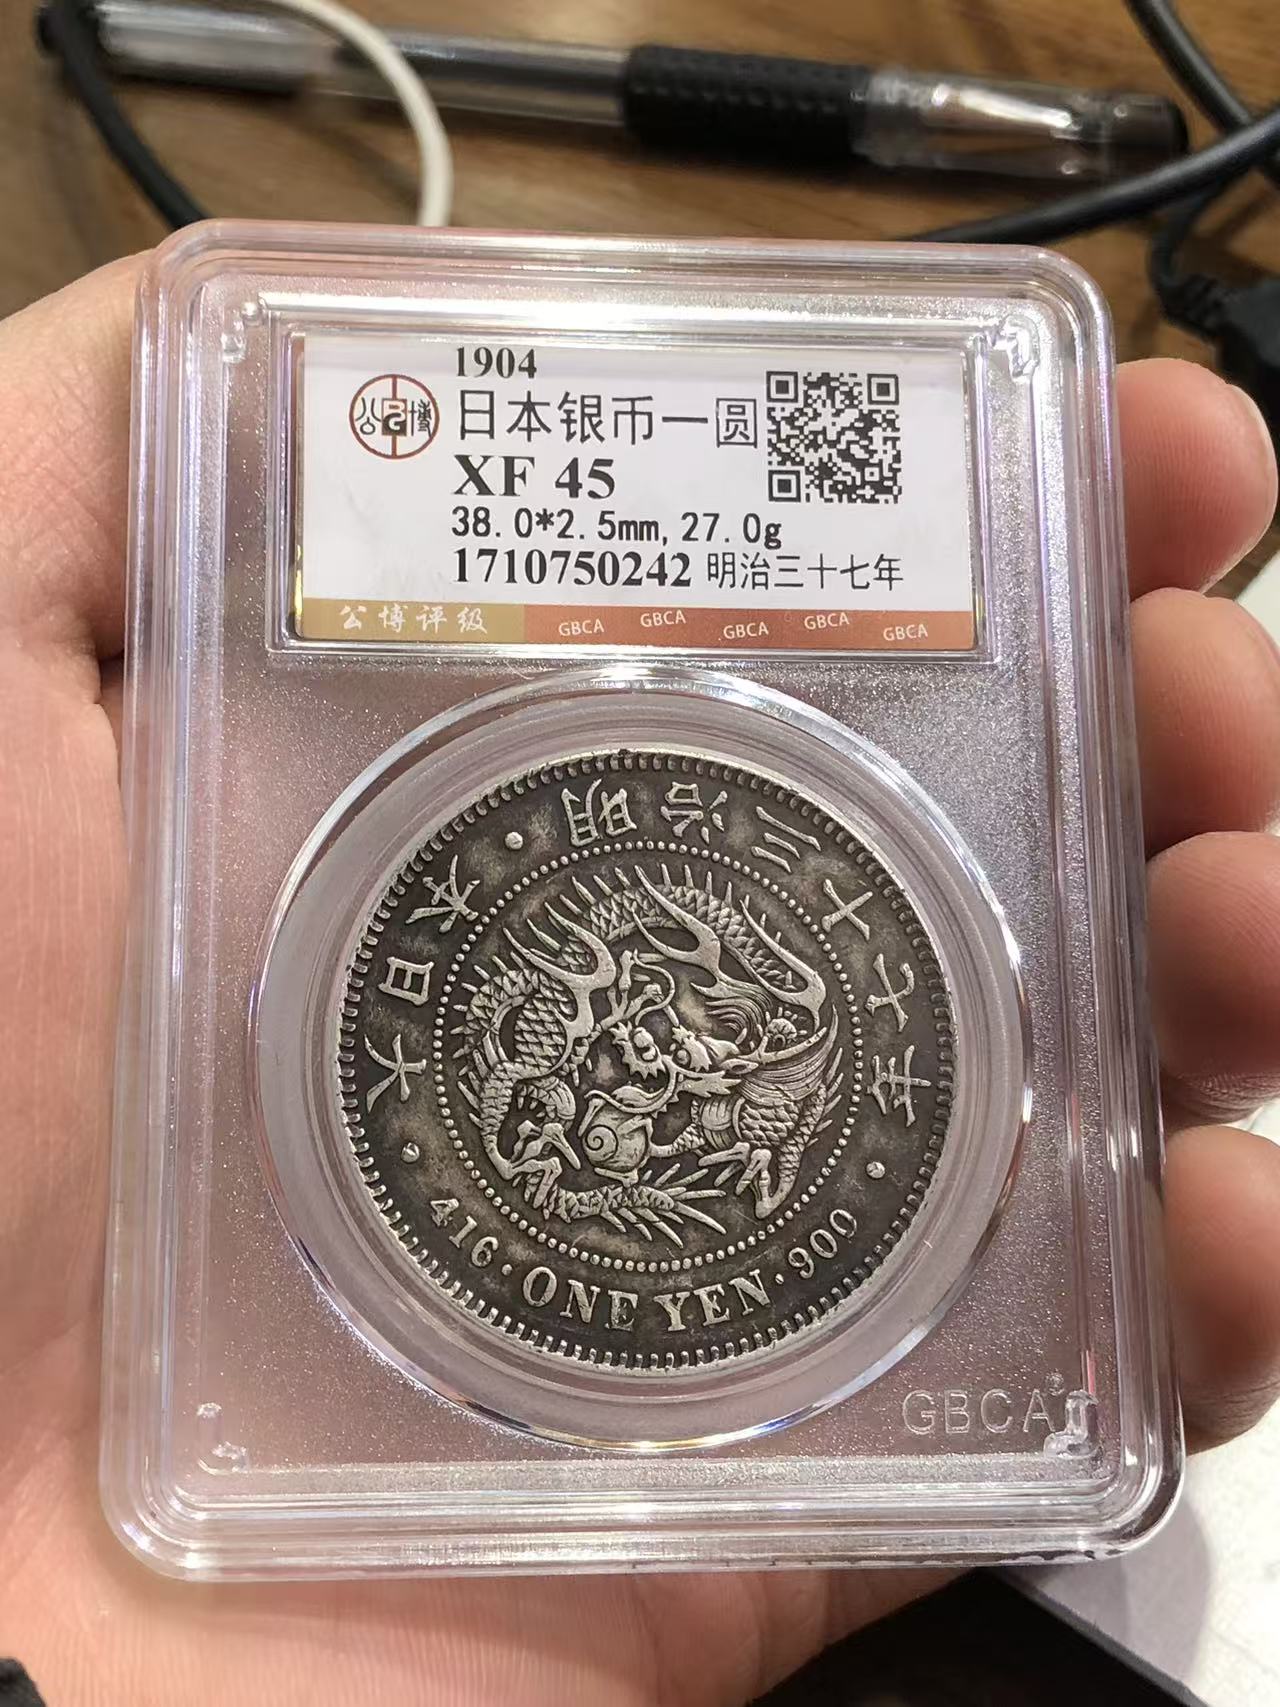 1904
公博
日本银币一圆
XF 45
38.0*2.5mm,27.0g
1710750242 明治三十七年
公博评级 GBCA GBCA GBCA GBCA GBCA
大日本・明治三十七年
416・ONE YEN・900
GBCA